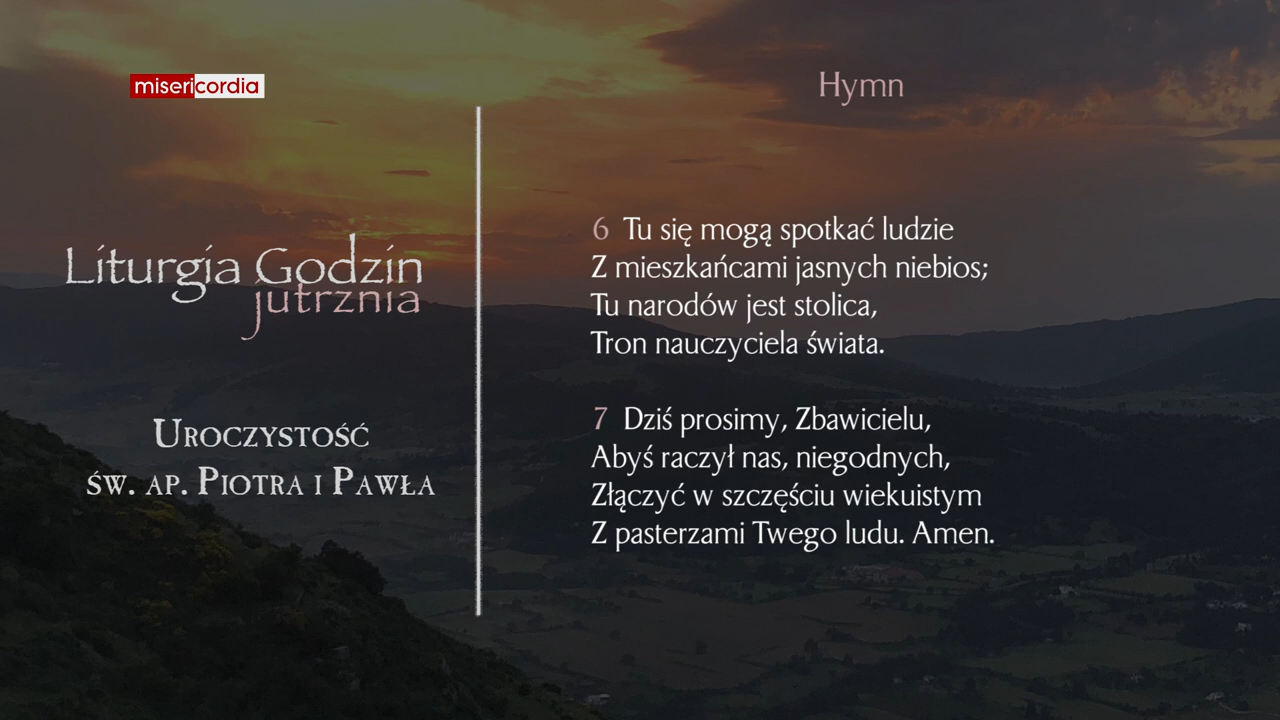 misericordia
Liturgia Godzin
jutrznia
Uroczystość
św. ap. Piotra i Pawła
Hymn
6 Tu się mogą spotkać ludzie
Z mieszkańcami jasnych niebios;
Tu narodów jest stolica,
Tron nauczyciela świata.
7 Dziś prosimy, Zbawicielu,
Abyś raczył nas, niegodnych,
Złączyć w szczęściu wiekuistym
Z pasterzami Twego ludu. Amen.